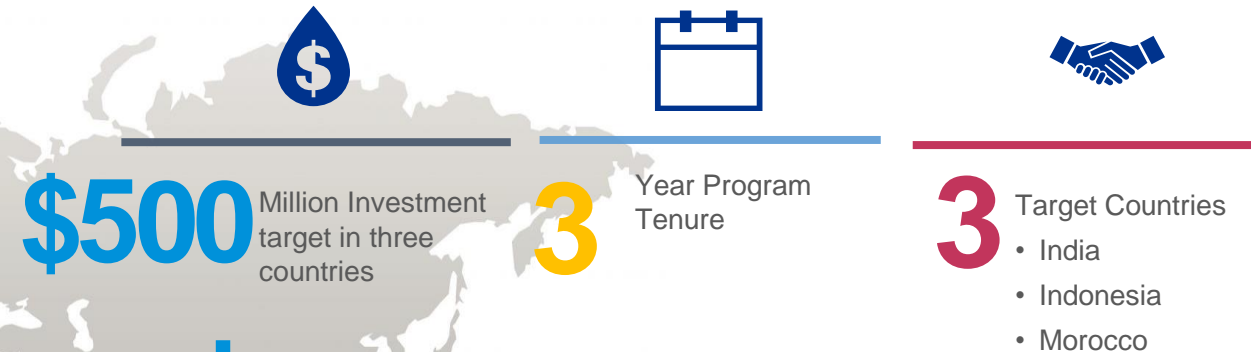 $
$500
Million Investment
target in three
countries
3
Year Program
Tenure
3
Target Countries
• India
• Indonesia
• Morocco